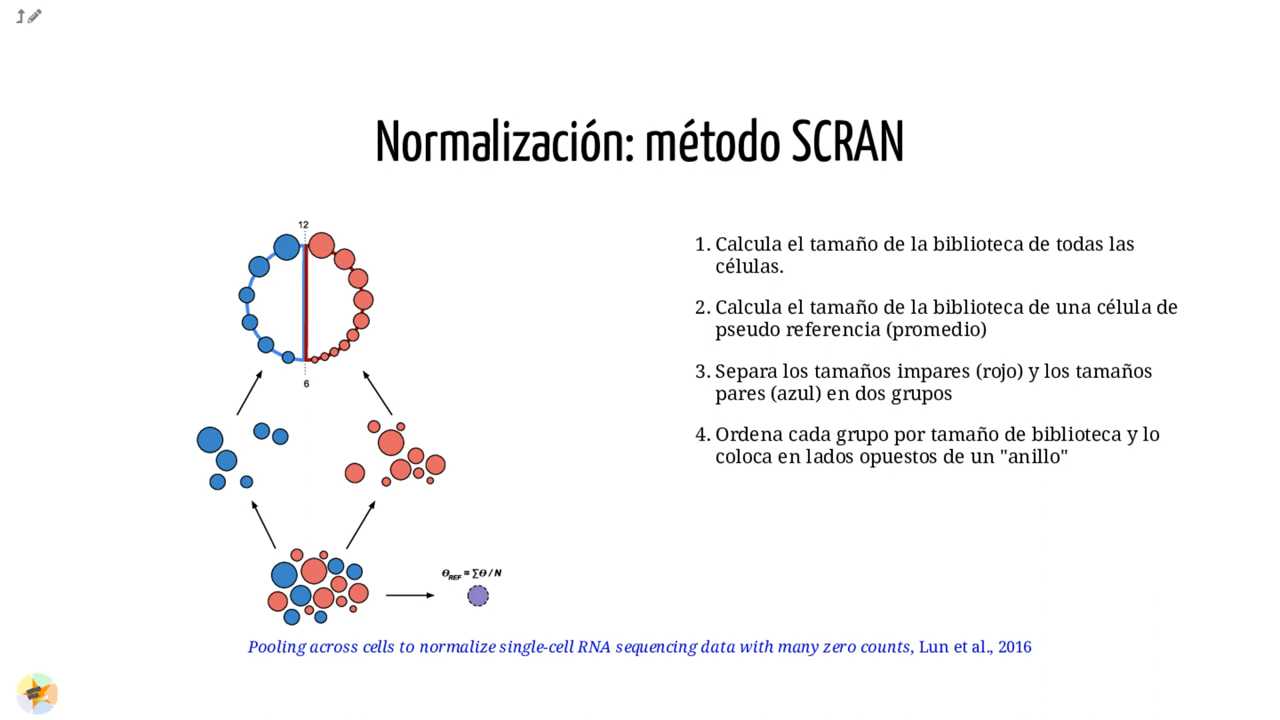 Normalización: método SCRAN
12
6
ΘREF = ∑Θ / N
1. Calcula el tamaño de la biblioteca de todas las
células.
2. Calcula el tamaño de la biblioteca de una célula de
pseudo referencia (promedio)
3. Separa los tamaños impares (rojo) y los tamaños
pares (azul) en dos grupos
4. Ordena cada grupo por tamaño de biblioteca y lo
coloca en lados opuestos de un "anillo"
Pooling across cells to normalize single-cell RNA sequencing data with many zero counts, Lun et al., 2016